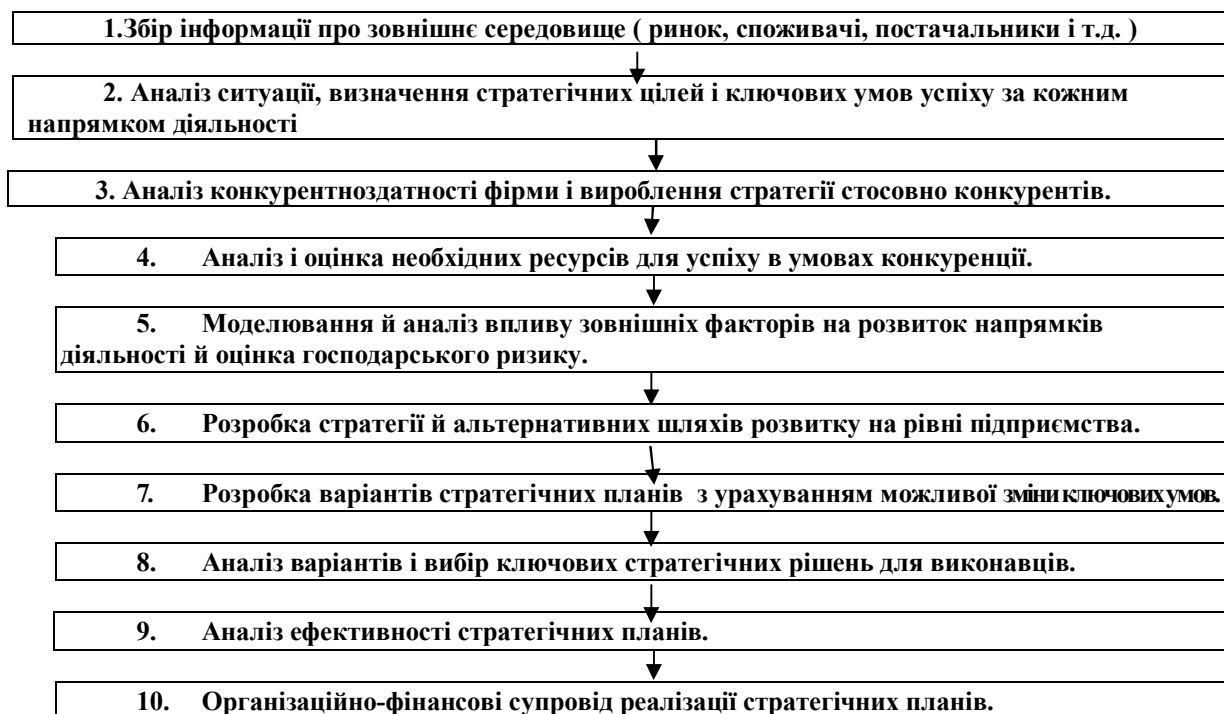 1.Збір інформації про зовнішнє середовище ( ринок, споживачі, постачальники і т.д. )
2. Аналіз ситуації, визначення стратегічних цілей і ключових умов успіху за кожним
напрямком діяльності
3. Аналіз конкурентноздатності фірми і вироблення стратегії стосовно конкурентів.
4. Аналіз і оцінка необхідних ресурсів для успіху в умовах конкуренції.
5. Моделювання й аналіз впливу зовнішніх факторів на розвиток напрямків
діяльності й оцінка господарського ризику.
6. Розробка стратегії й альтернативних шляхів розвитку на рівні підприємства.
7. Розробка варіантів стратегічних планів з урахуванням можливої зміни ключових умов.
8. Аналіз варіантів і вибір ключових стратегічних рішень для виконавців.
9. Аналіз ефективності стратегічних планів.
10. Організаційно-фінансові супровід реалізації стратегічних планів.